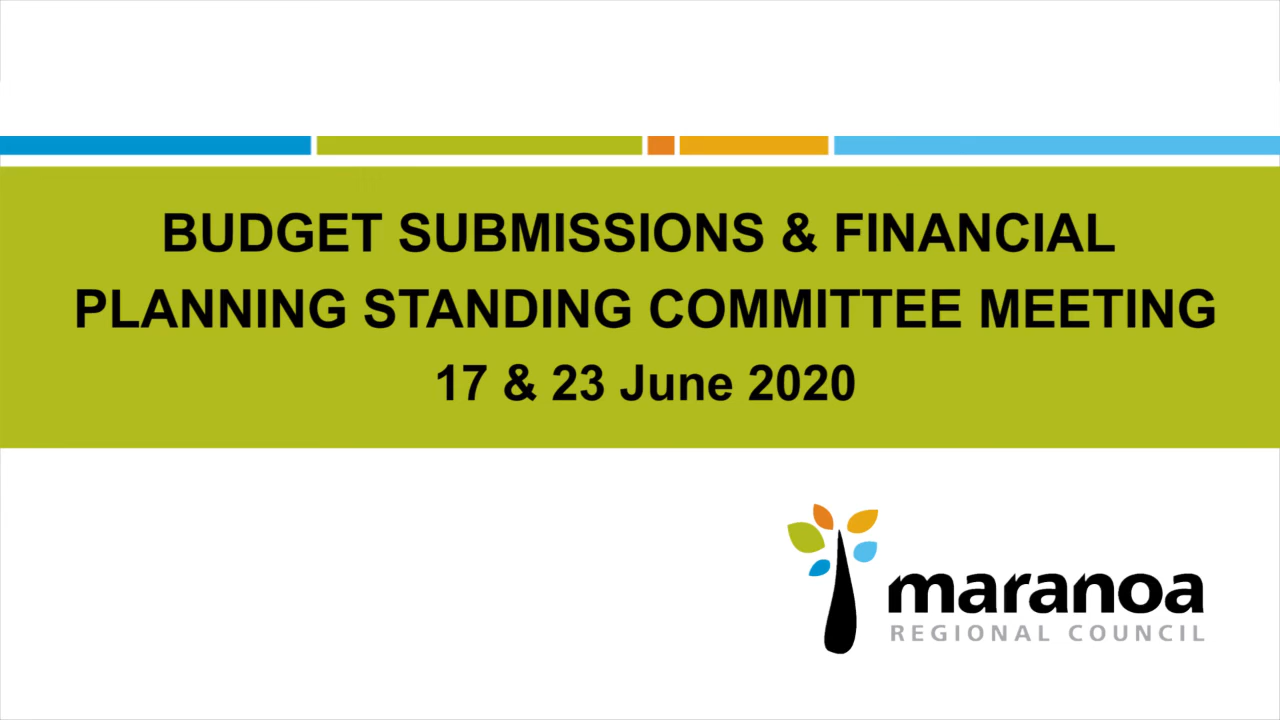 BUDGET SUBMISSIONS & FINANCIAL
PLANNING STANDING COMMITTEE MEETING
17 & 23 June 2020
maranoa
REGIONAL COUNCIL